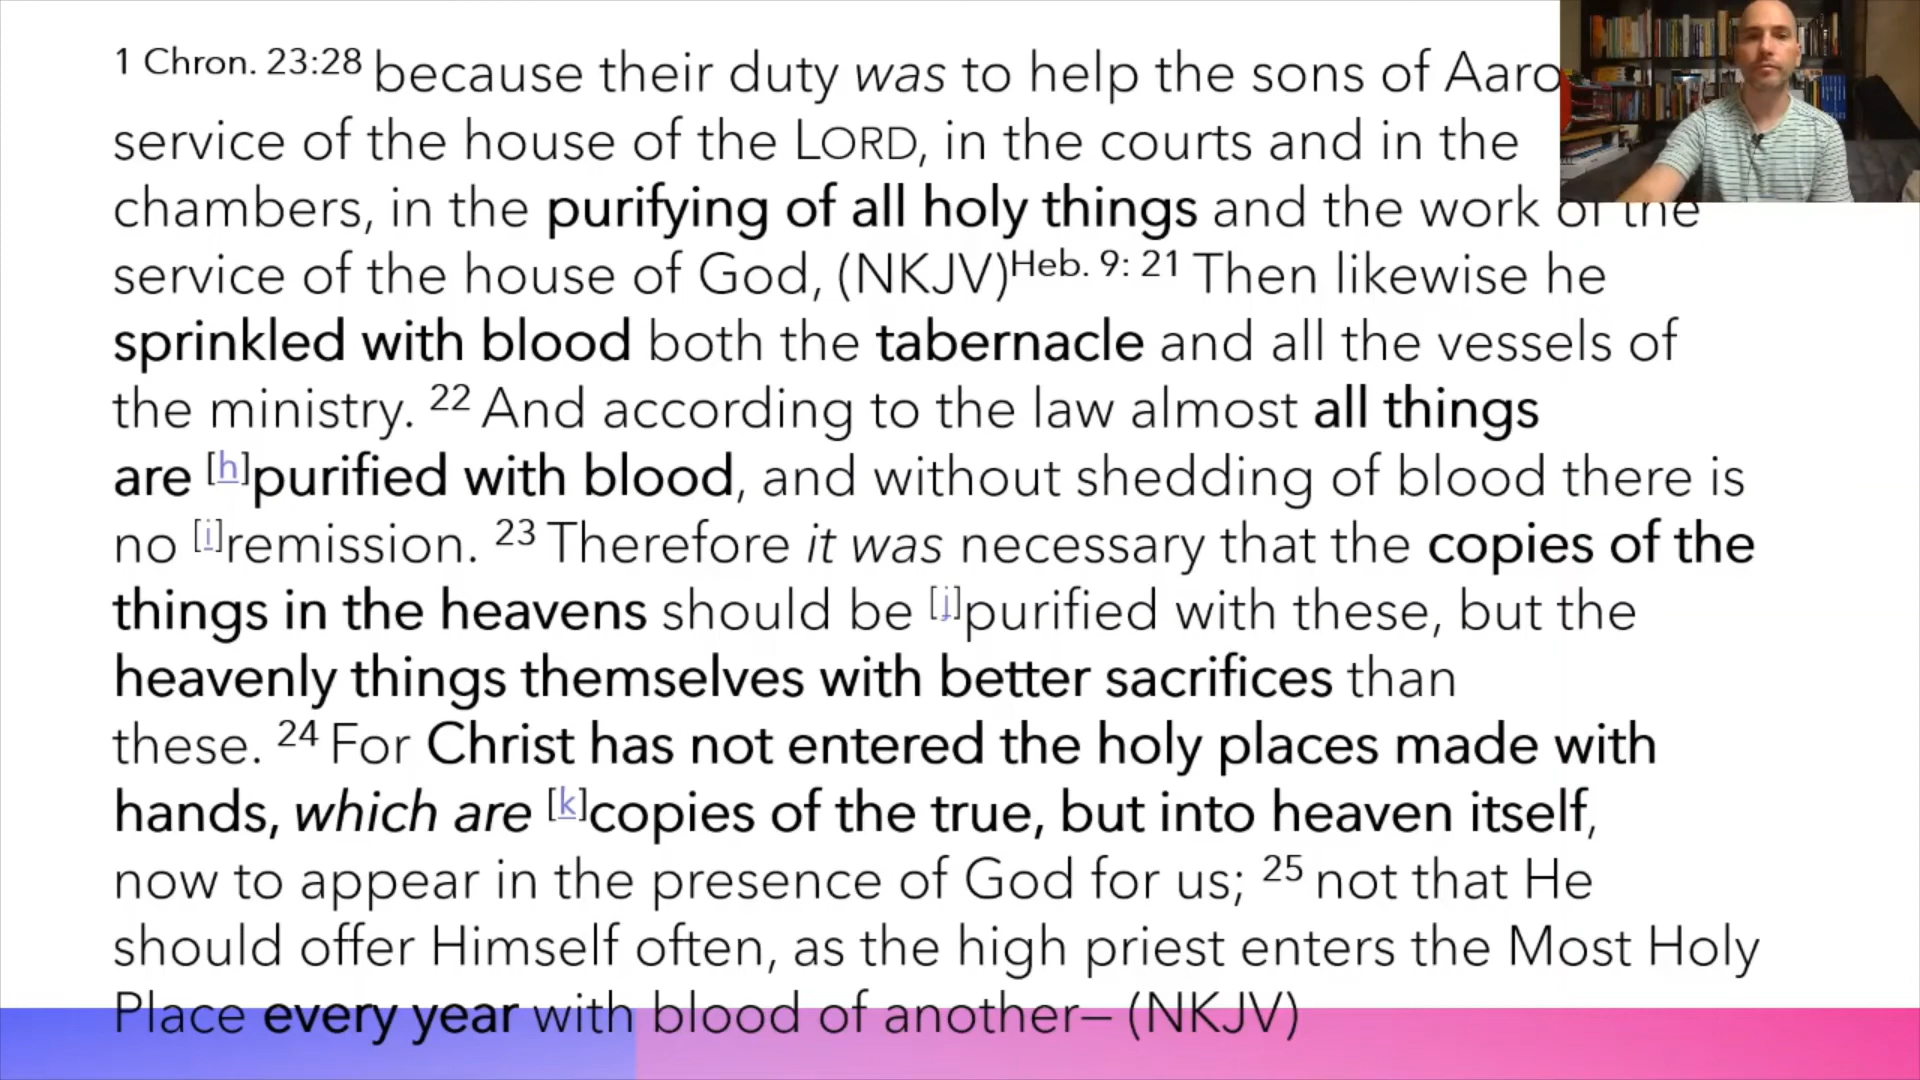 1 Chron. 23:28 because their duty was to help the sons of Aaro
service of the house of the LORD, in the courts and in the
chambers, in the purifying of all holy things and the work of the
service of the house of God, (NKJV)Heb. 9: 21 Then likewise he
sprinkled with blood both the tabernacle and all the vessels of
the ministry. 22 And according to the law almost all things
are [h]purified with blood, and without shedding of blood there is
no [i]remission. 23 Therefore it was necessary that the copies of the
things in the heavens should be [j]purified with these, but the
heavenly things themselves with better sacrifices than
these. 24 For Christ has not entered the holy places made with
hands, which are [k]copies of the true, but into heaven itself,
now to appear in the presence of God for us; 25 not that He
should offer Himself often, as the high priest enters the Most Holy
Place every year with blood of another— (NKJV)